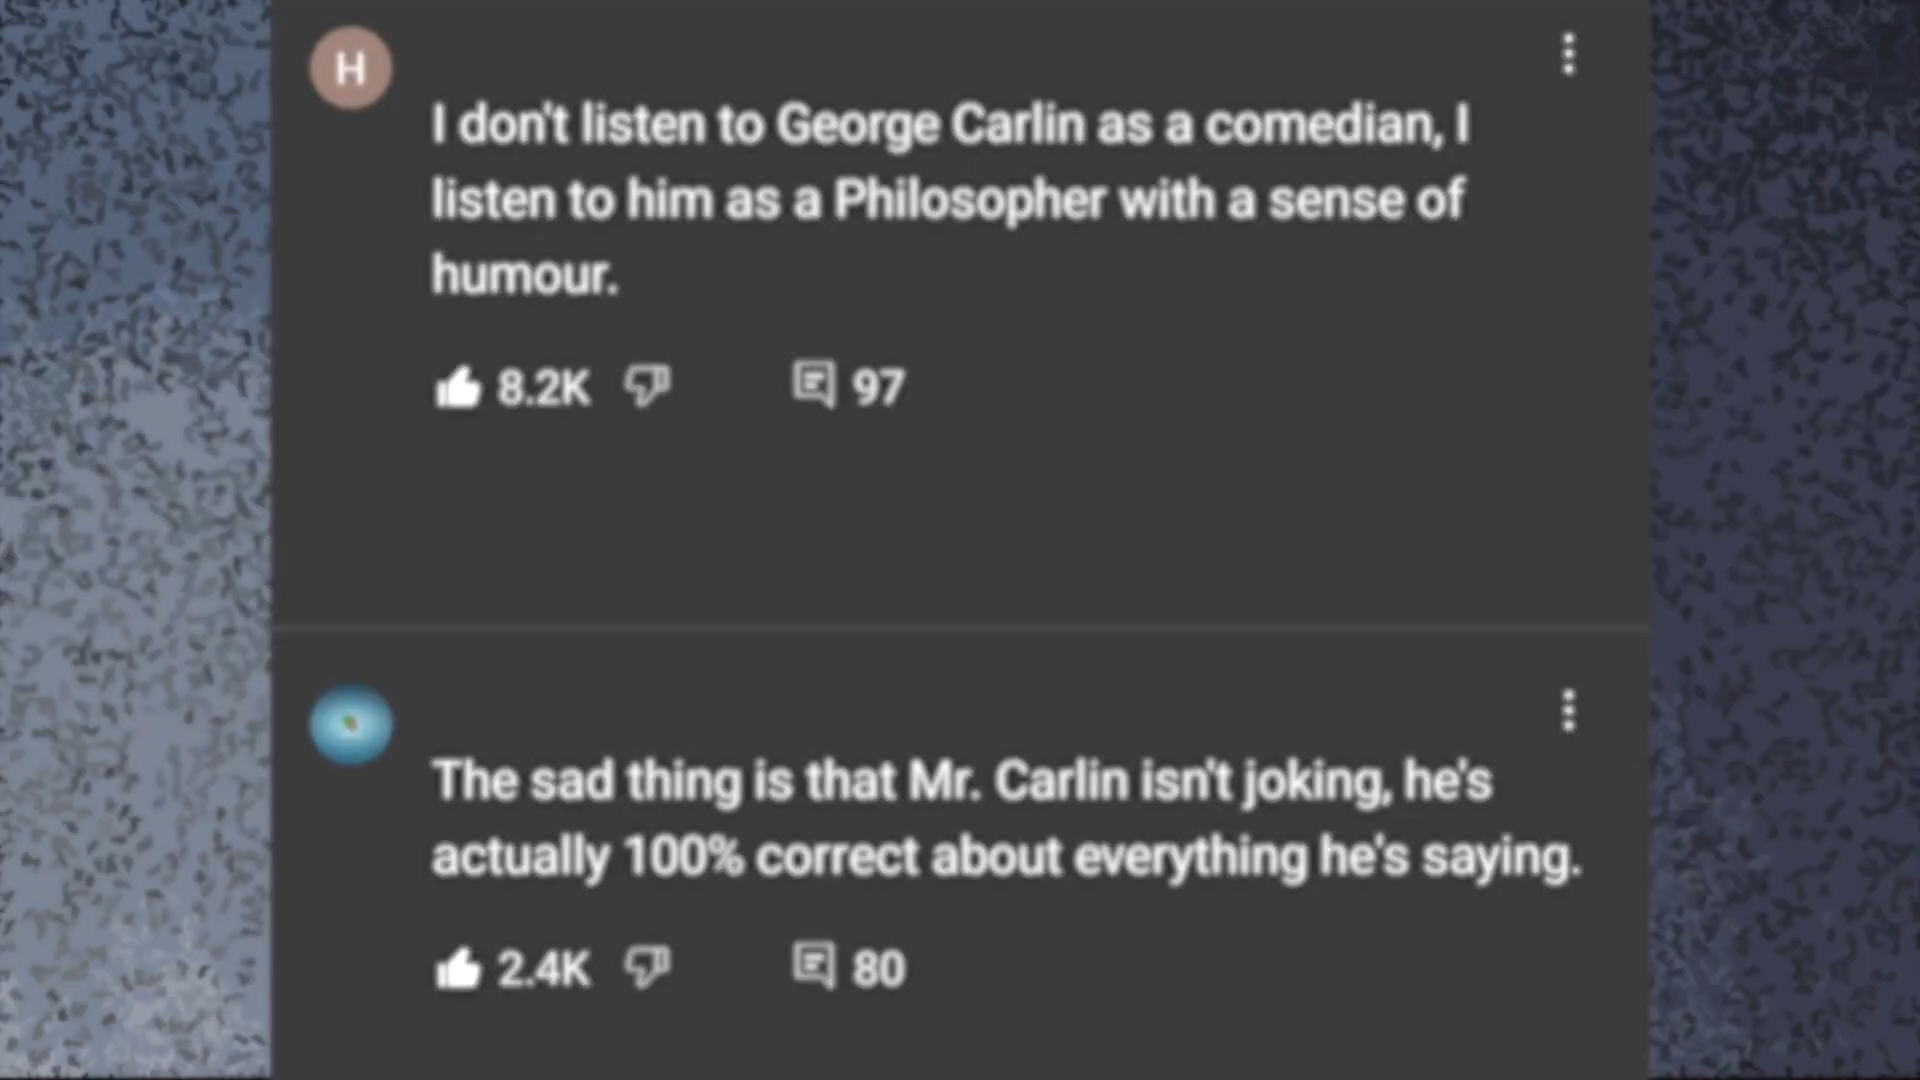 H
I don't listen to George Carlin as a comedian, I
listen to him as a Philosopher with a sense of
humour.
8.2K 97
The sad thing is that Mr. Carlin isn't joking, he's
actually 100% correct about everything he's saying.
2.4K 80